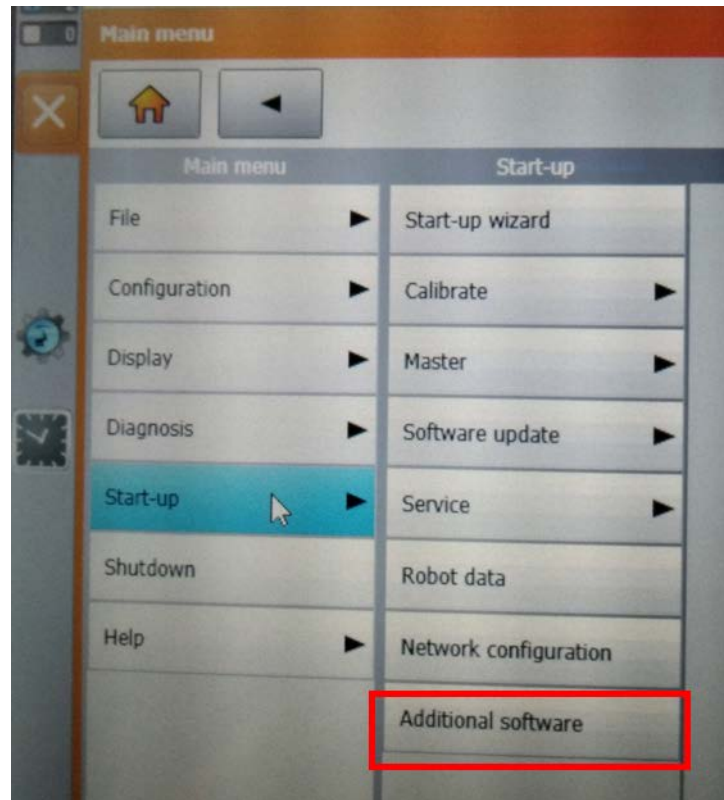 0
Main menu
Main menu
Start-up
File
Start-up wizard
Configuration
Calibrate
Display
Master
Diagnosis
Software update
Start-up
Service
Shutdown
Robot data
Help
Network configuration
Additional software